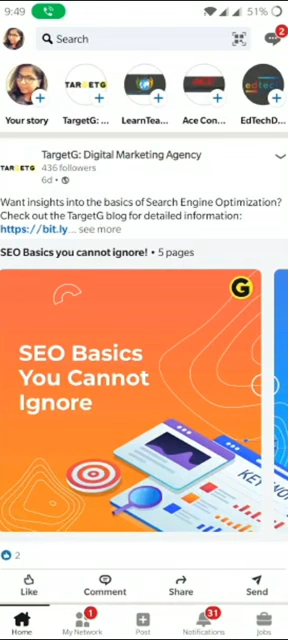 9:49
51%
Search
2
Your story
TARGETG
TargetG: ...
LearnTea...
Ace Con...
edtec
EdTechD...
TARGETG
TargetG: Digital Marketing Agency
436 followers
6d •
Want insights into the basics of Search Engine Optimization?
Check out the TargetG blog for detailed information:
https://bit.ly... see more
SEO Basics you cannot ignore! • 5 pages
G
SEO Basics
You Cannot
Ignore
KEYWO
2
Like
Comment
Share
Send
1
31
Home
My Network
Post
Notifications
Jobs